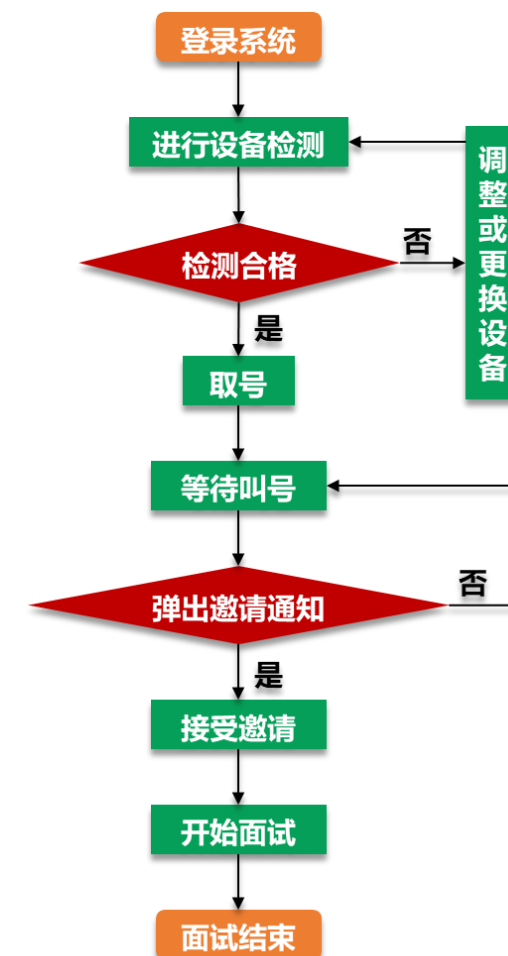 登录系统
进行设备检测
调整或更换设备
检测合格
否
是
取号
等待叫号
弹出邀请通知
否
是
接受邀请
开始面试
面试结束